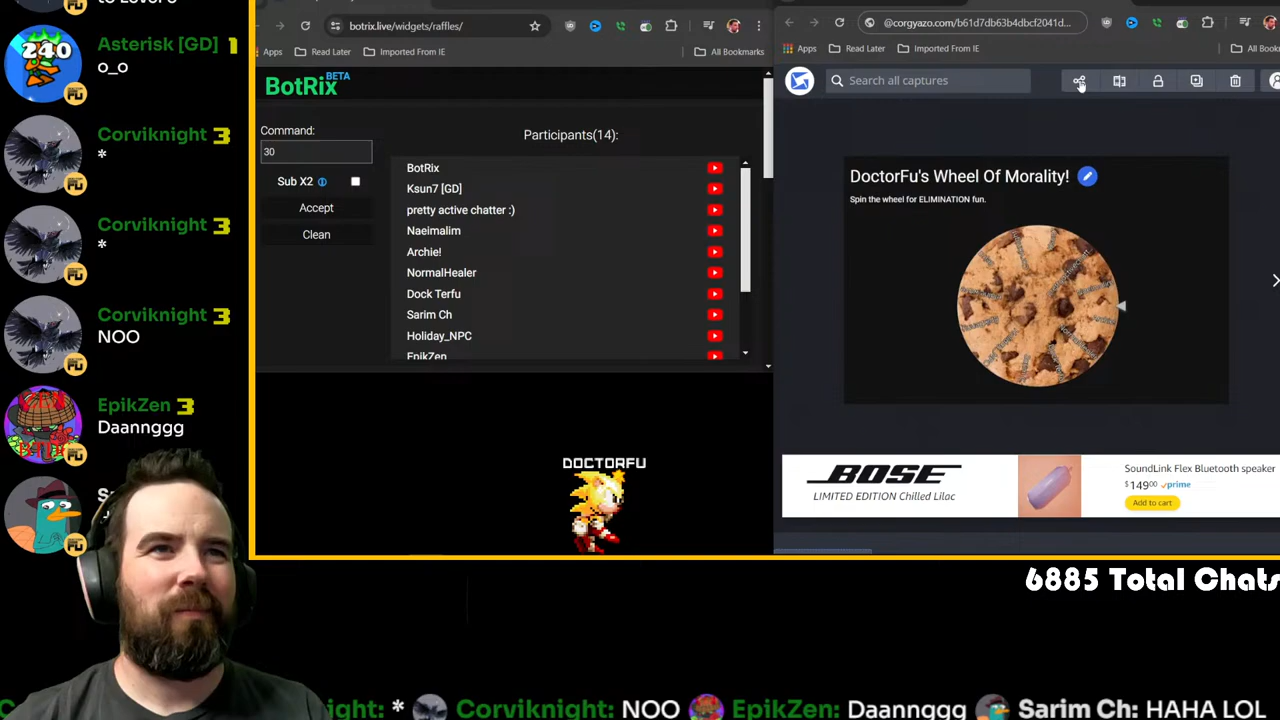 240
Asterisk [GD] 1
o_o
Corviknight 3
*
Corviknight 3
*
Corviknight 3
NOO
EpikZen 3
Daannggg
botrix.live/widgets/raffles/
Apps
Read Later
Imported From IE
All Bookmarks
BotRix BETA
Command:
30
Sub X2
Accept
Clean
Participants(14):
BotRix
Ksun7 [GD]
pretty active chatter :)
Naeimalim
Archie!
NormalHealer
Dock Terfu
Sarim Ch
Holiday_NPC
EpikZen
DOCTORFU
@corgyazo.com/b61d7db63b4dbcf2041d...
Apps
Read Later
Imported From IE
All Book
Search all captures
DoctorFu's Wheel Of Morality!
Spin the wheel for ELIMINATION fun.
BOSE
LIMITED EDITION Chilled Lilac
SoundLink Flex Bluetooth speaker
$149.00 prime
Add to cart
6885 Total Chats
ght: * Corviknight: NOO EpikZen: Daannggg Sarim Ch: HAHA LOL